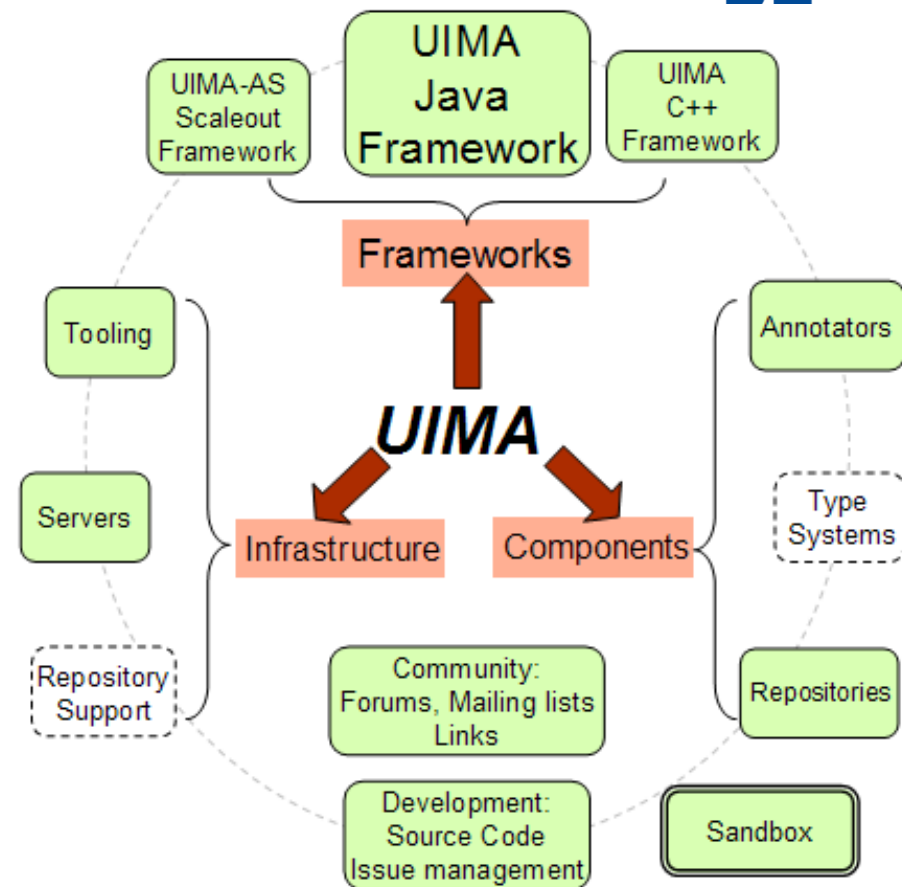 UIMA-AS
Scaleout
Framework
UIMA
Java
Framework
UIMA
C++
Framework
Frameworks
Tooling
Annotators
UIMA
Servers
Type
Systems
Infrastructure
Components
Repository
Support
Community:
Forums, Mailing lists
Links
Repositories
Development:
Source Code
Issue management
Sandbox